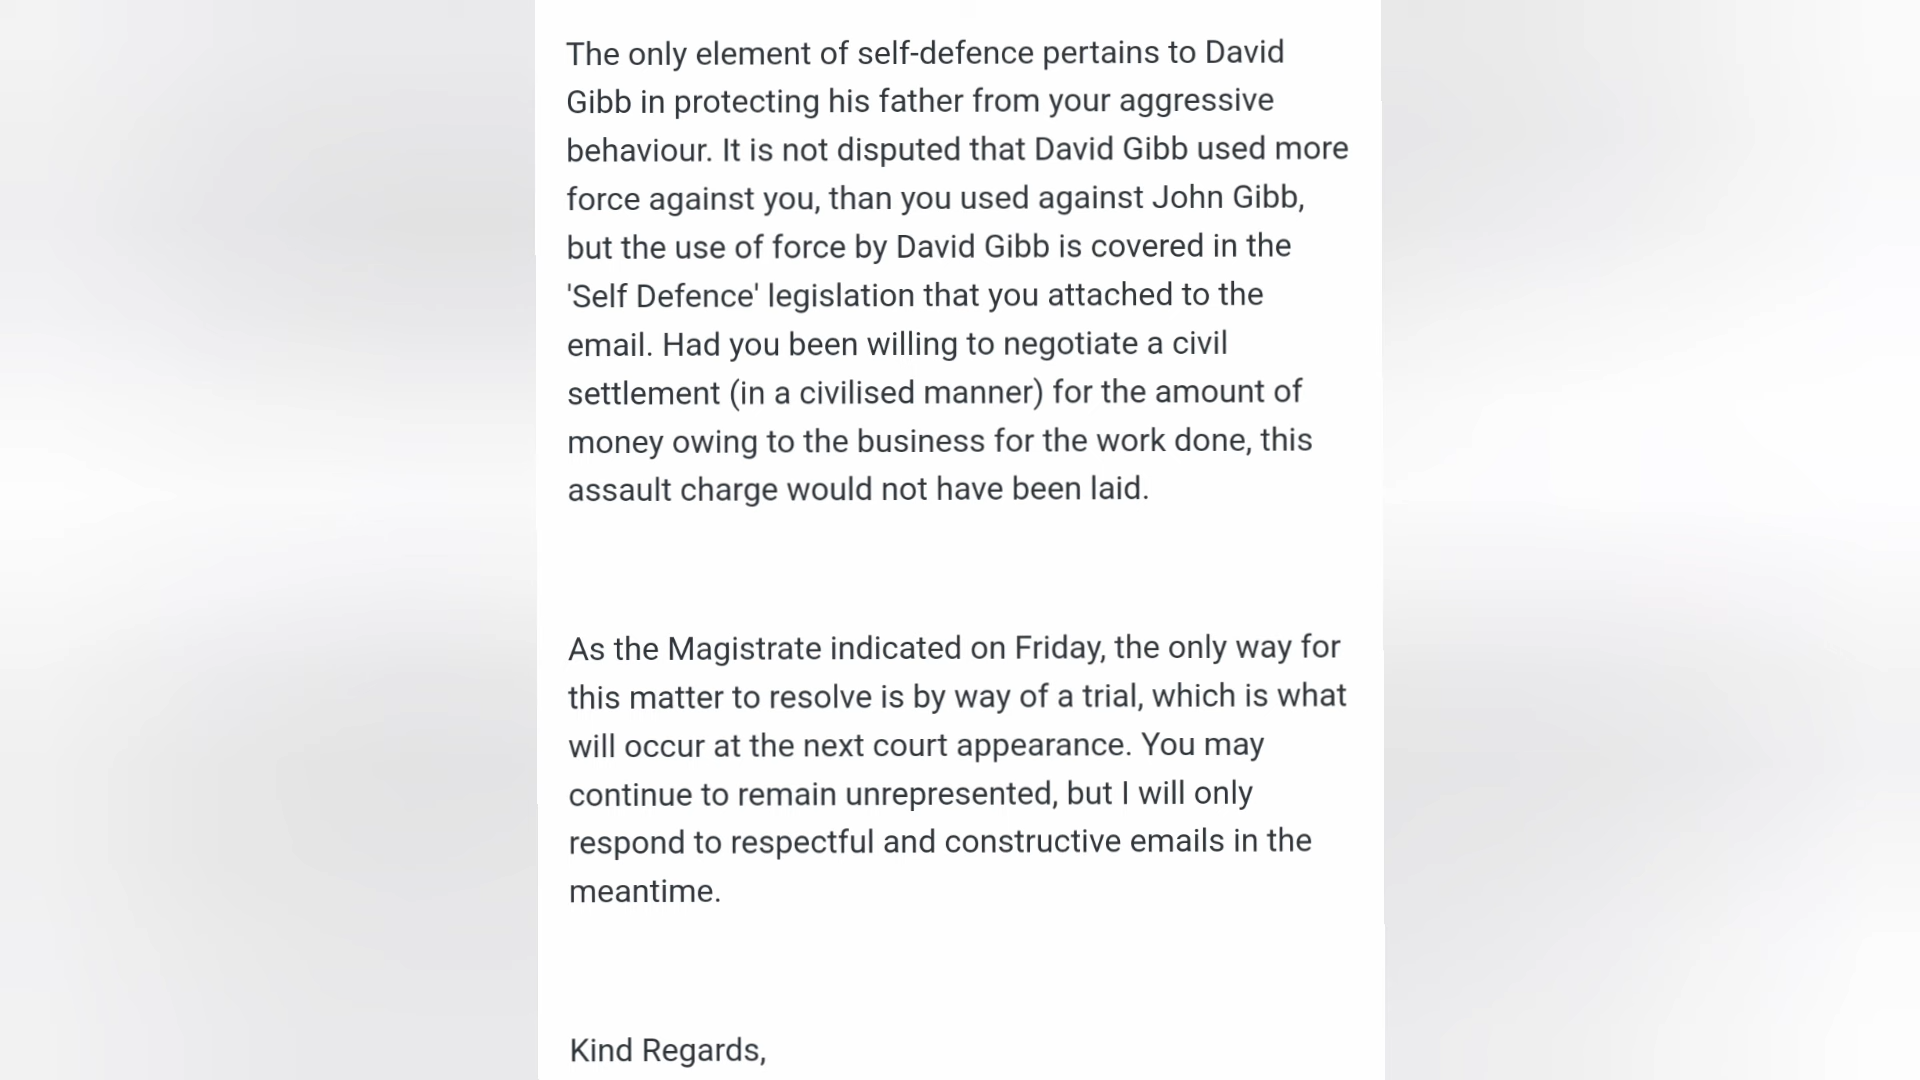 The only element of self-defence pertains to David
Gibb in protecting his father from your aggressive
behaviour. It is not disputed that David Gibb used more
force against you, than you used against John Gibb,
but the use of force by David Gibb is covered in the
'Self Defence' legislation that you attached to the
email. Had you been willing to negotiate a civil
settlement (in a civilised manner) for the amount of
money owing to the business for the work done, this
assault charge would not have been laid.
As the Magistrate indicated on Friday, the only way for
this matter to resolve is by way of a trial, which is what
will occur at the next court appearance. You may
continue to remain unrepresented, but I will only
respond to respectful and constructive emails in the
meantime.
Kind Regards,